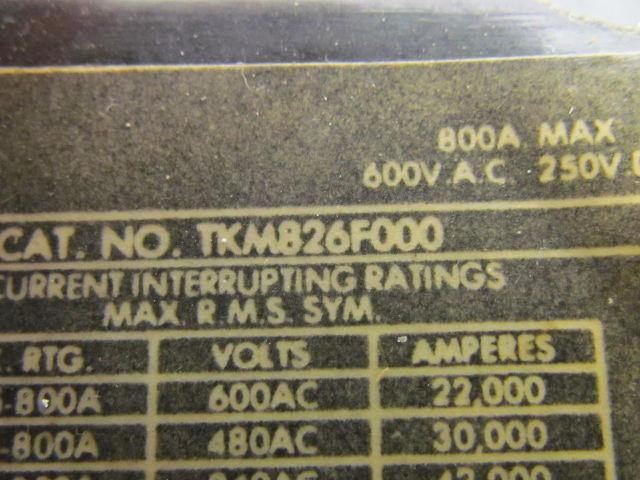 800A MAX
600V A.C 250V
CAT. NO. TKM826F000
CURRENT INTERRUPTING RATINGS
MAX. R.M.S. SYM.
RTG. VOLTS AMPERES
-800A 600AC 22,000
-800A 480AC 30,000